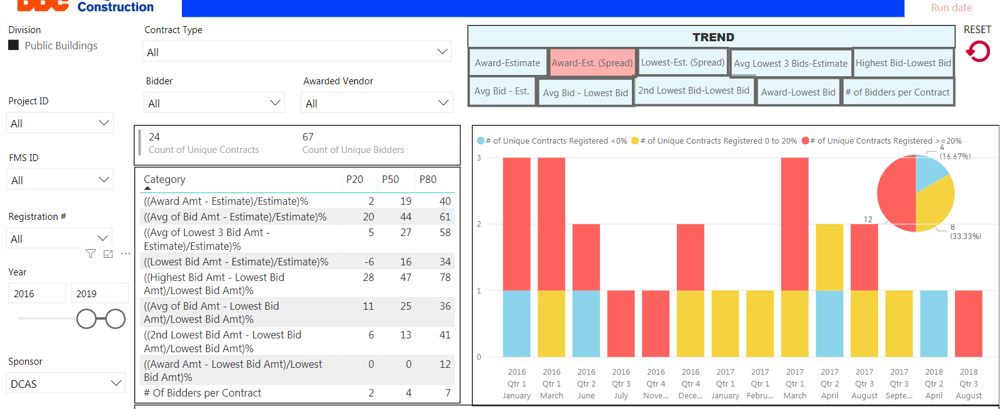 Construction
Run date
Division
Public Buildings
Contract Type
All
Bidder
All
Awarded Vendor
All
Project ID
All
FMS ID
All
Registration #
All
Year
2016 2019
Sponsor
DCAS
TREND
Award-Estimate Award-Est. (Spread) Lowest-Est. (Spread) Avg Lowest 3 Bids-Estimate Highest Bid-Lowest Bid
Avg Bid - Est. Avg Bid - Lowest Bid 2nd Lowest Bid-Lowest Bid Award-Lowest Bid # of Bidders per Contract
RESET
24 67
Count of Unique Contracts Count of Unique Bidders
Category P20 P50 P80
((Award Amt - Estimate)/Estimate)% 2 19 40
((Avg of Bid Amt - Estimate)/Estimate)% 20 44 61
((Avg of Lowest 3 Bid Amt - 5 27 58
Estimate)/Estimate)%
((Lowest Bid Amt - Estimate)/Estimate)% -6 16 34
((Highest Bid Amt - Lowest Bid 28 47 78
Amt)/Lowest Bid Amt)%
((Avg of Bid Amt - Lowest Bid 11 25 36
Amt)/Lowest Bid Amt)%
((2nd Lowest Bid Amt - Lowest Bid 6 13 41
Amt)/Lowest Bid Amt)%
((Award Amt - Lowest Bid Amt)/Lowest 0 0 12
Bid Amt)%
# Of Bidders per Contract 2 4 7
# of Unique Contracts Registered <0% # of Unique Contracts Registered 0 to 20% # of Unique Contracts Registered >=20%
4
(16.67%)
12
8
(33.33%)
3
2
1
0
2016 2016 2016 2016 2016 2016 2017 2017 2017 2017 2017 2017 2018 2018
Qtr 1 Qtr 1 Qtr 2 Qtr 3 Qtr 4 Qtr 4 Qtr 1 Qtr 1 Qtr 1 Qtr 2 Qtr 3 Qtr 3 Qtr 2 Qtr 3
January March June July Nove... Dece... January Febru... March April August Septe... April August